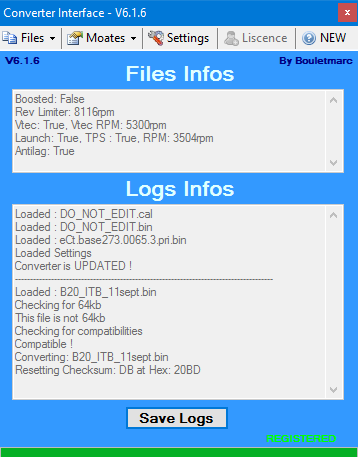 Converter Interface - V6.1.6
Files Moates Settings Liscence NEW
V6.1.6 By Bouletmarc
Files Infos
Boosted: False
Rev Limiter: 8116rpm
Vtec: True, Vtec RPM: 5300rpm
Launch: True, TPS : True, RPM: 3504rpm
Antilag: True
Logs Infos
Loaded : DO_NOT_EDIT.cal
Loaded : DO_NOT_EDIT.bin
Loaded : eCt.base273.0065.3.pri.bin
Loaded Settings
Converter is UPDATED !
--------------------------------------------------------------------------------
Loaded : B20_ITB_11sept.bin
Checking for 64kb
This file is not 64kb
Checking for compatibilities
Compatible !
Converting: B20_ITB_11sept.bin
Resetting Checksum: DB at Hex: 20BD
Save Logs
REGISTERED